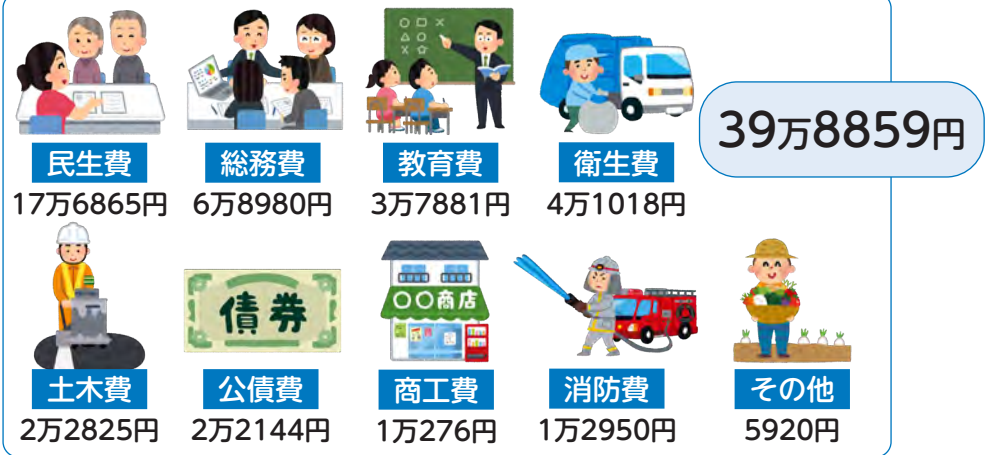 39万8859円
民生費
17万6865円
総務費
6万8980円
教育費
3万7881円
衛生費
4万1018円
債券
〇〇商店
土木費
2万2825円
公債費
2万2144円
商工費
1万276円
消防費
1万2950円
その他
5920円